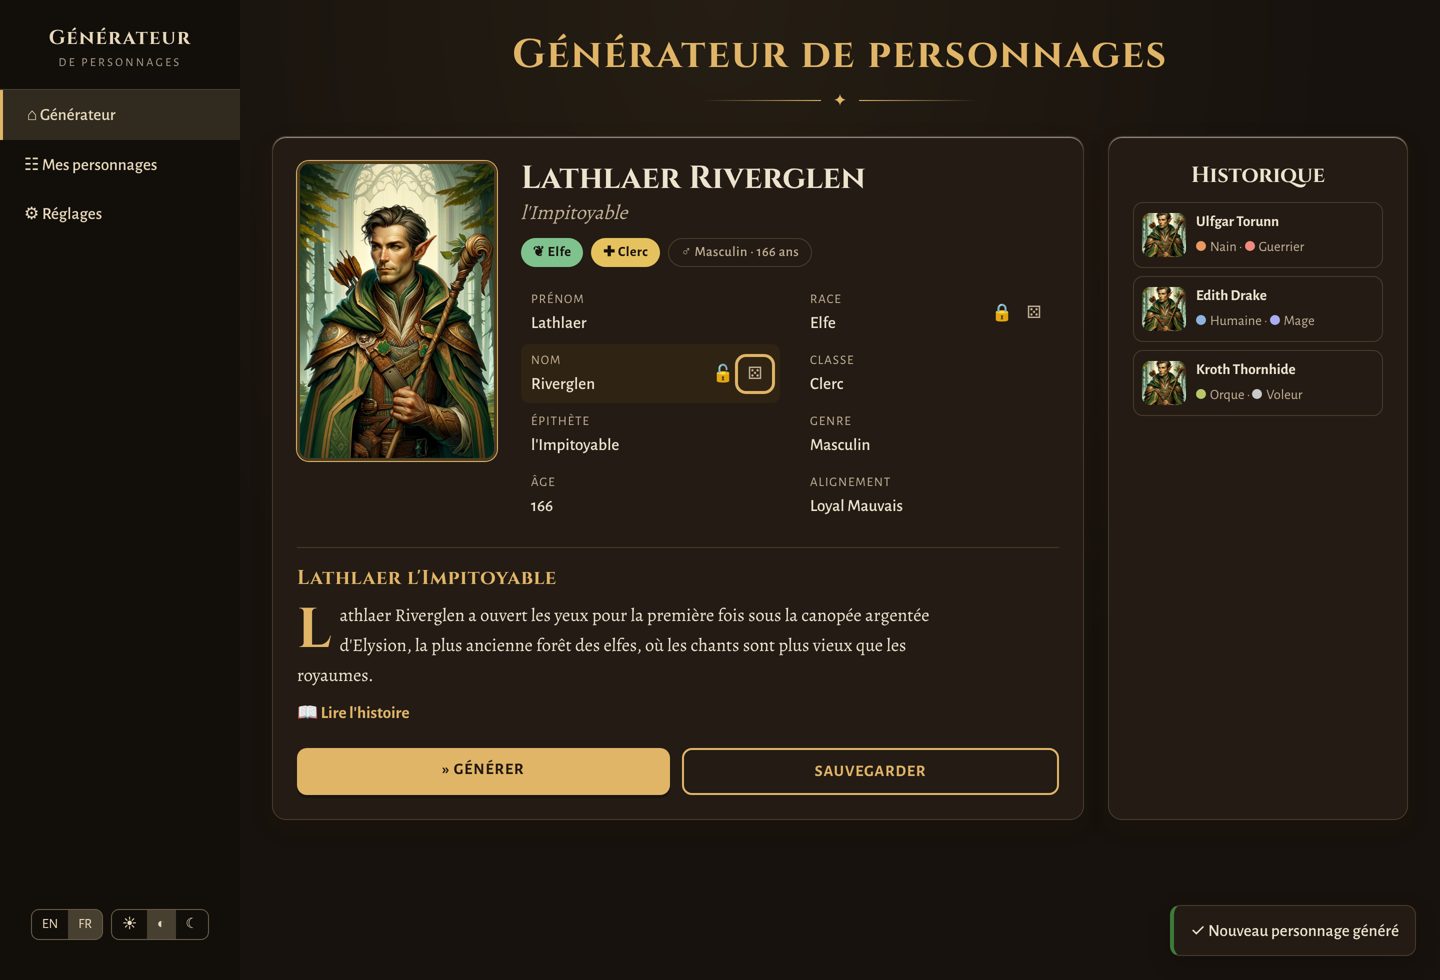 Générateur
DE PERSONNAGES
Générateur
Mes personnages
Réglages
EN FR
Générateur de personnages
Lathlaer Riverglen
l'Impitoyable
Elfe
Clerc
♂ Masculin · 166 ans
PRÉNOM
Lathlaer
RACE
Elfe
NOM
Riverglen
CLASSE
Clerc
ÉPITHÈTE
l'Impitoyable
GENRE
Masculin
ÂGE
166
ALIGNEMENT
Loyal Mauvais
Lathlaer l'Impitoyable
Lathlaer Riverglen a ouvert les yeux pour la première fois sous la canopée argentée
d'Elysion, la plus ancienne forêt des elfes, où les chants sont plus vieux que les
royaumes.
Lire l'histoire
» GÉNÉRER
SAUVEGARDER
Historique
Ulfgar Torunn
Nain · Guerrier
Edith Drake
Humaine · Mage
Kroth Thornhide
Orque · Voleur
✓ Nouveau personnage généré